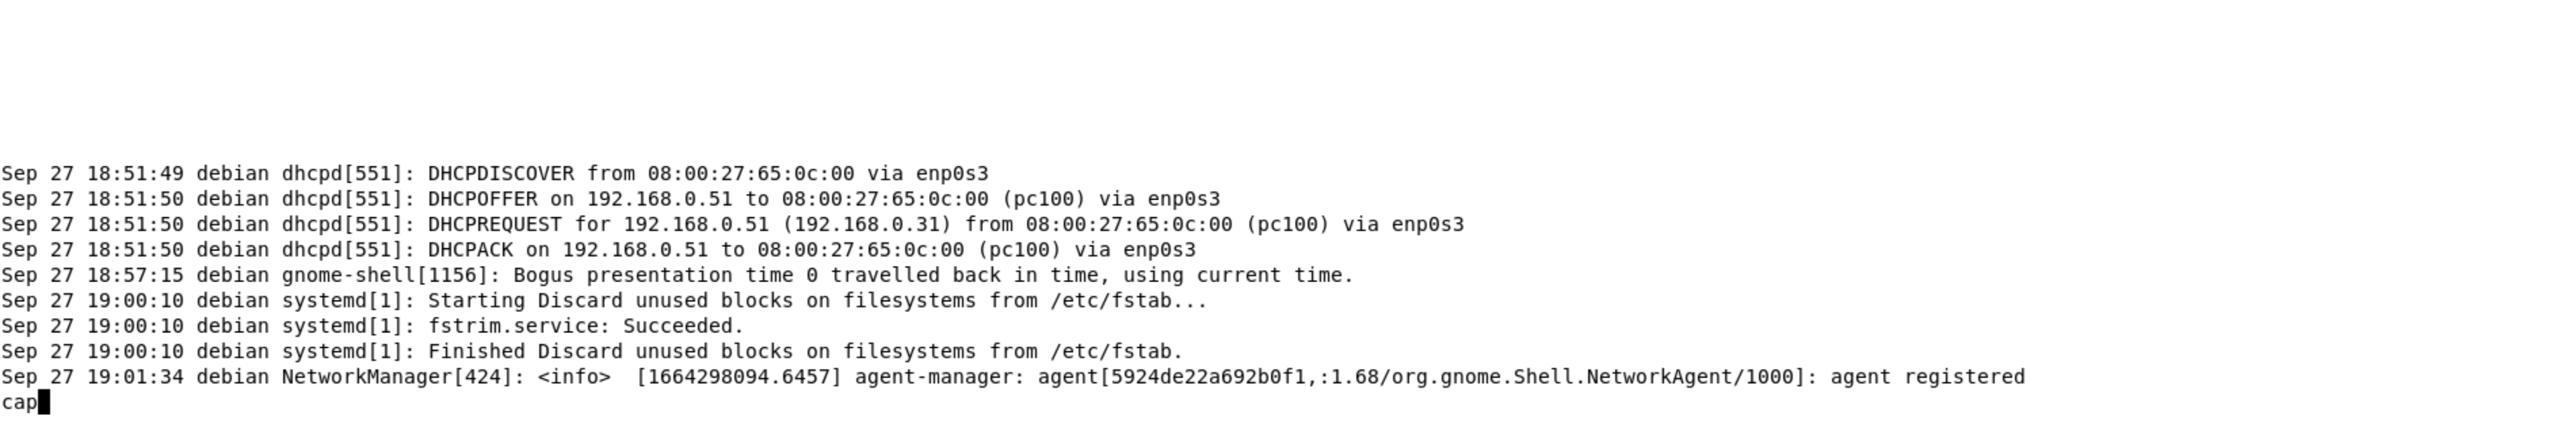 Sep 27 18:51:49 debian dhcpd[551]: DHCPDISCOVER from 08:00:27:65:0c:00 via enp0s3
Sep 27 18:51:50 debian dhcpd[551]: DHCPOFFER on 192.168.0.51 to 08:00:27:65:0c:00 (pc100) via enp0s3
Sep 27 18:51:50 debian dhcpd[551]: DHCPREQUEST for 192.168.0.51 (192.168.0.31) from 08:00:27:65:0c:00 (pc100) via enp0s3
Sep 27 18:51:50 debian dhcpd[551]: DHCPACK on 192.168.0.51 to 08:00:27:65:0c:00 (pc100) via enp0s3
Sep 27 18:57:15 debian gnome-shell[1156]: Bogus presentation time 0 travelled back in time, using current time.
Sep 27 19:00:10 debian systemd[1]: Starting Discard unused blocks on filesystems from /etc/fstab...
Sep 27 19:00:10 debian systemd[1]: fstrim.service: Succeeded.
Sep 27 19:00:10 debian systemd[1]: Finished Discard unused blocks on filesystems from /etc/fstab.
Sep 27 19:01:34 debian NetworkManager[424]: <info>  [1664298094.6457] agent-manager: agent[5924de22a692b0f1,:1.68/org.gnome.Shell.NetworkAgent/1000]: agent registered
cap